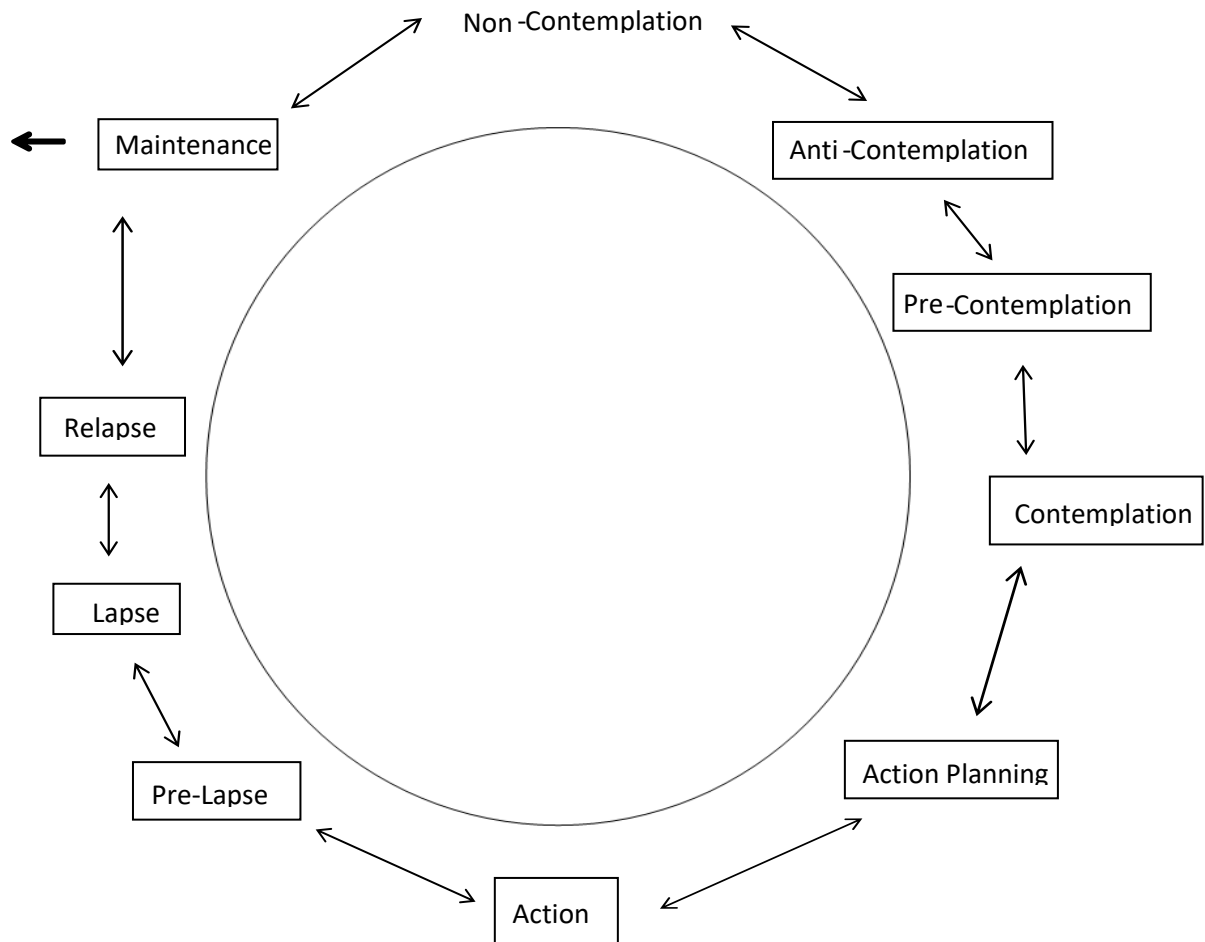 Non-Contemplation
Maintenance
Anti-Contemplation
Pre-Contemplation
Relapse
Contemplation
Lapse
Action Planning
Pre-Lapse
Action